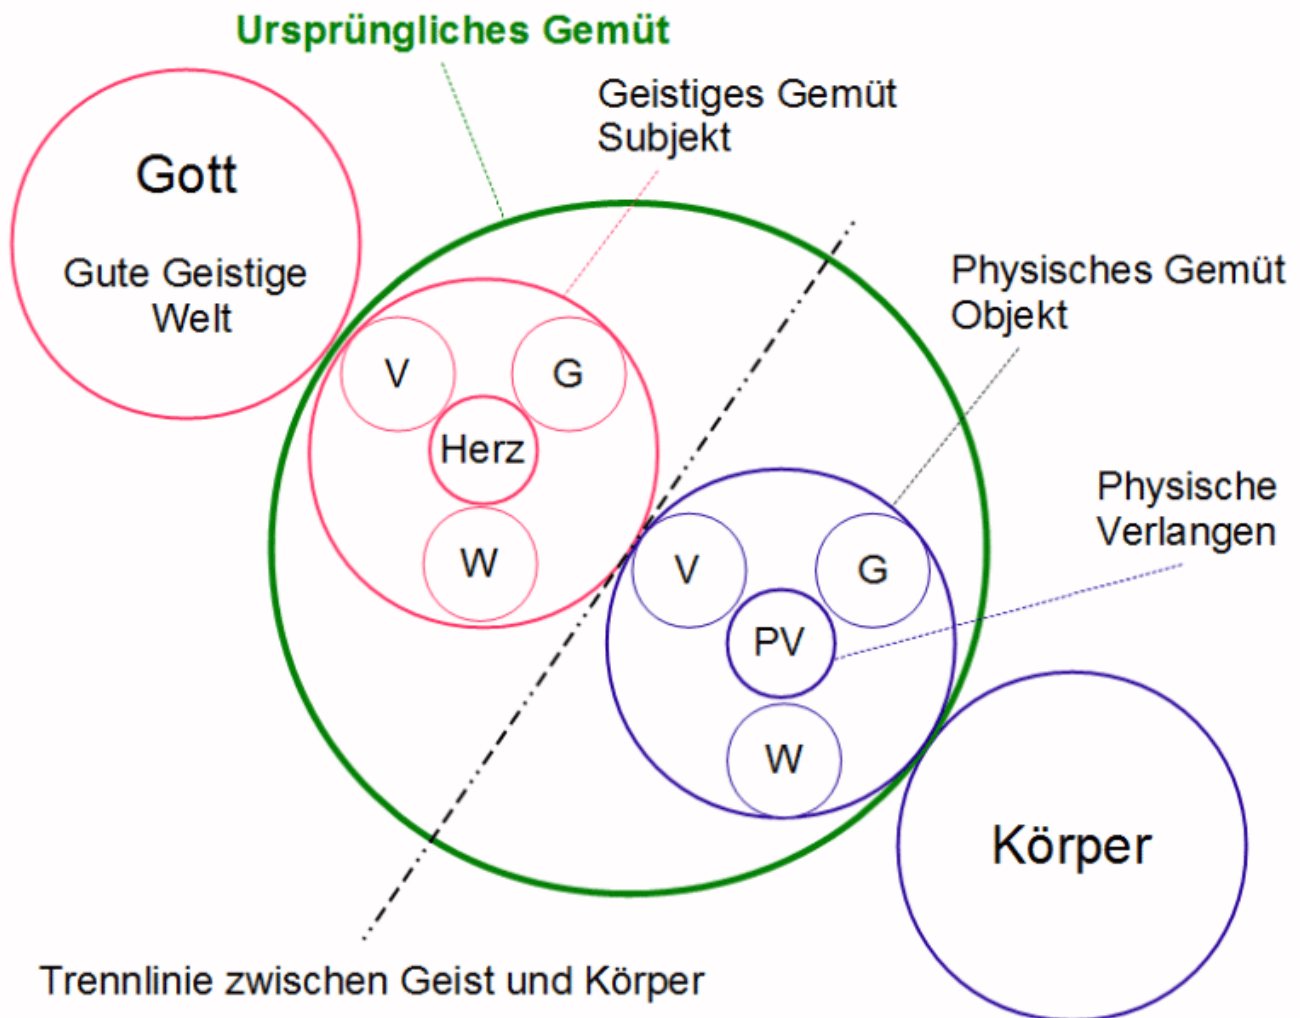 Ursprüngliches Gemüt
Geistiges Gemüt
Subjekt
Gott
Gute Geistige
Welt
Physisches Gemüt
Objekt
V
G
Herz
W
Physische
Verlangen
V
G
PV
W
Körper
Trennlinie zwischen Geist und Körper